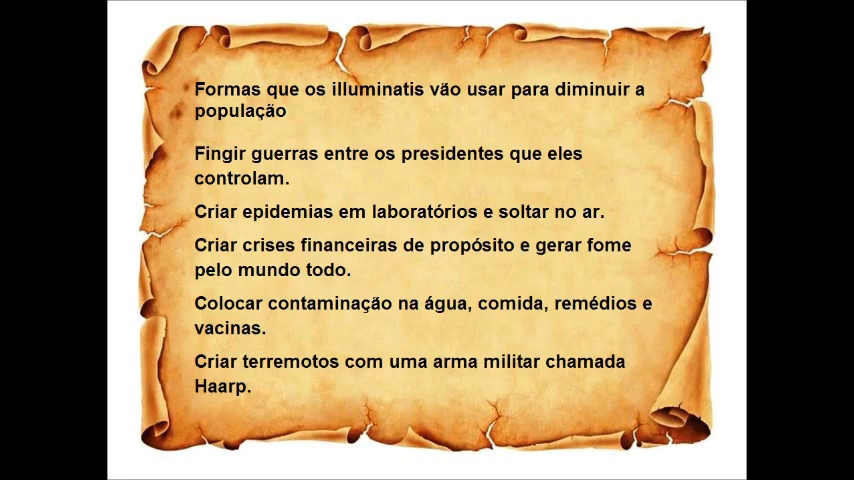 Formas que os illuminatis vão usar para diminuir a
população
Fingir guerras entre os presidentes que eles
controlam.
Criar epidemias em laboratórios e soltar no ar.
Criar crises financeiras de propósito e gerar fome
pelo mundo todo.
Colocar contaminação na água, comida, remédios e
vacinas.
Criar terremotos com uma arma militar chamada
Haarp.